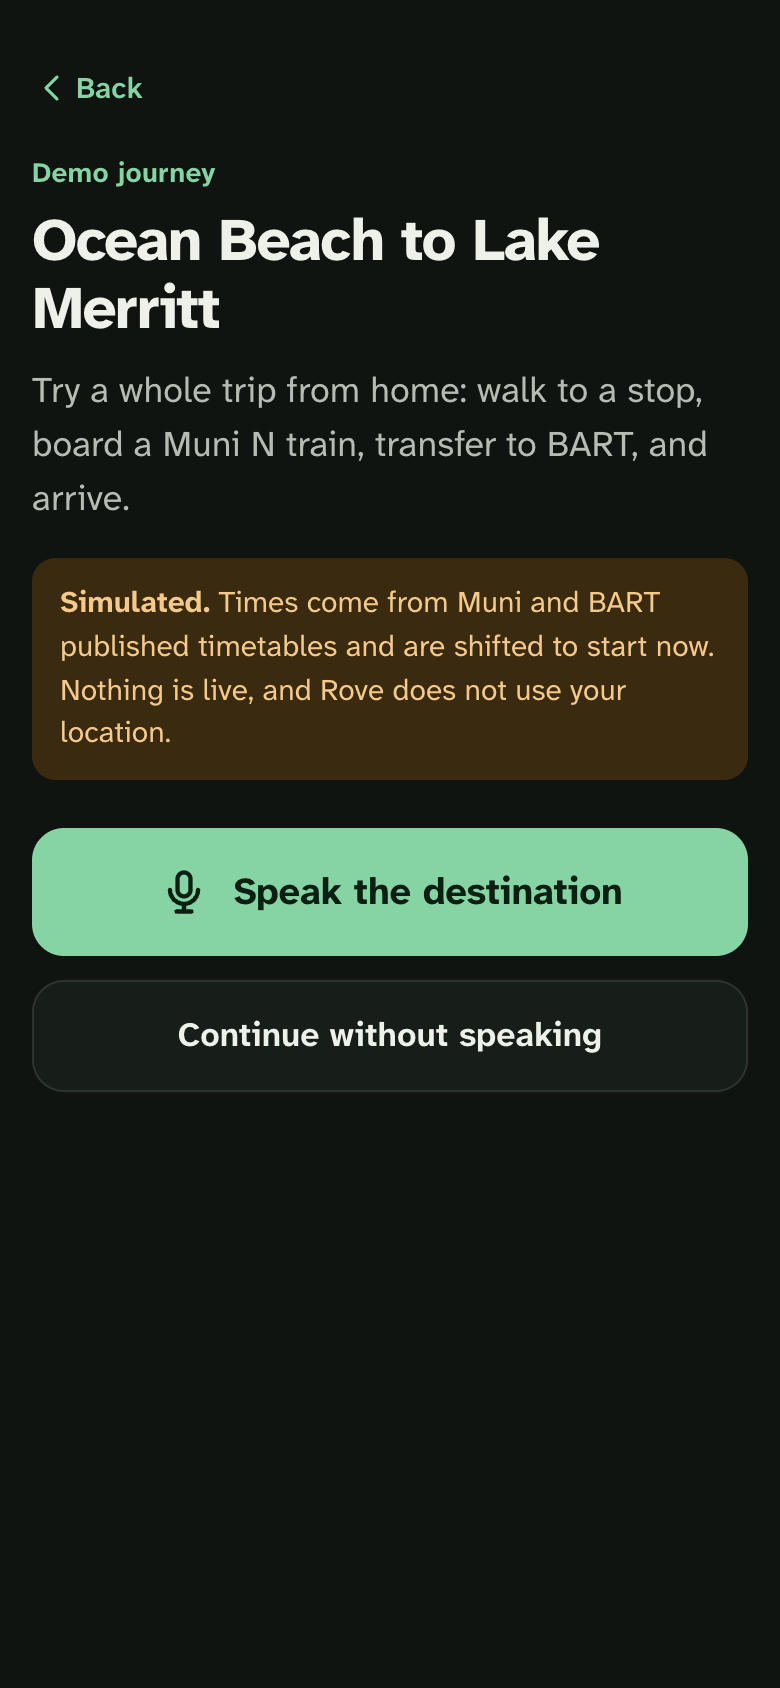 Back
Demo journey
Ocean Beach to Lake
Merritt
Try a whole trip from home: walk to a stop,
board a Muni N train, transfer to BART, and
arrive.
Simulated. Times come from Muni and BART
published timetables and are shifted to start now.
Nothing is live, and Rove does not use your
location.
Speak the destination
Continue without speaking